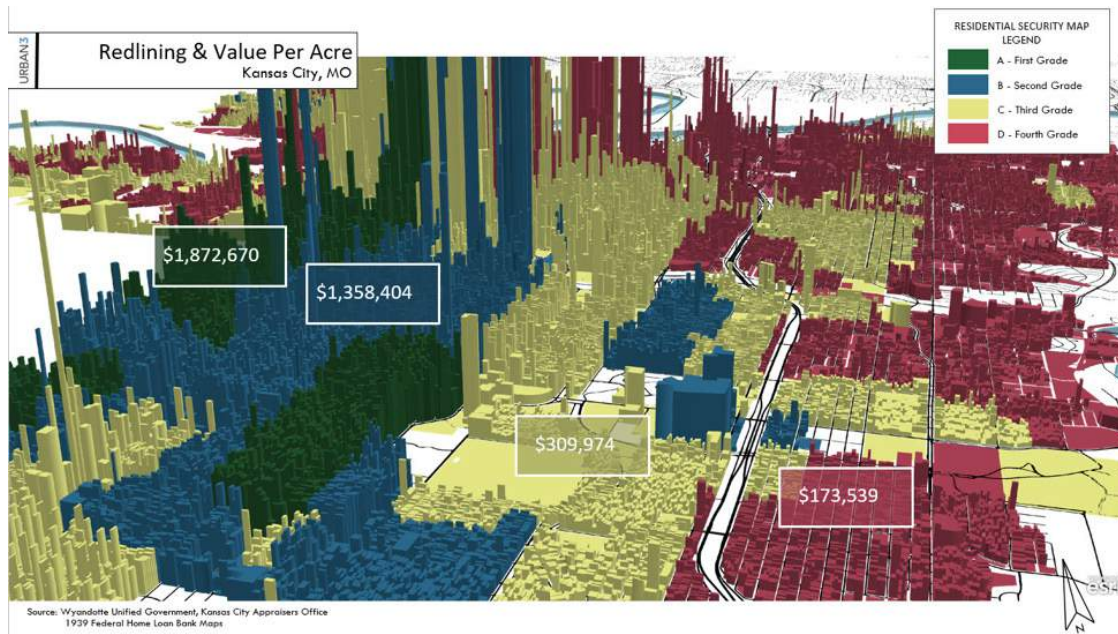 URBAN3
Redlining & Value Per Acre
Kansas City, MO
RESIDENTIAL SECURITY MAP
LEGEND
A - First Grade
B - Second Grade
C - Third Grade
D - Fourth Grade
$1,872,670
$1,358,404
$309,974
$173,539
esri
N
Source: Wyandotte Unified Government, Kansas City Appraisers Office
1939 Federal Home Loan Bank Maps